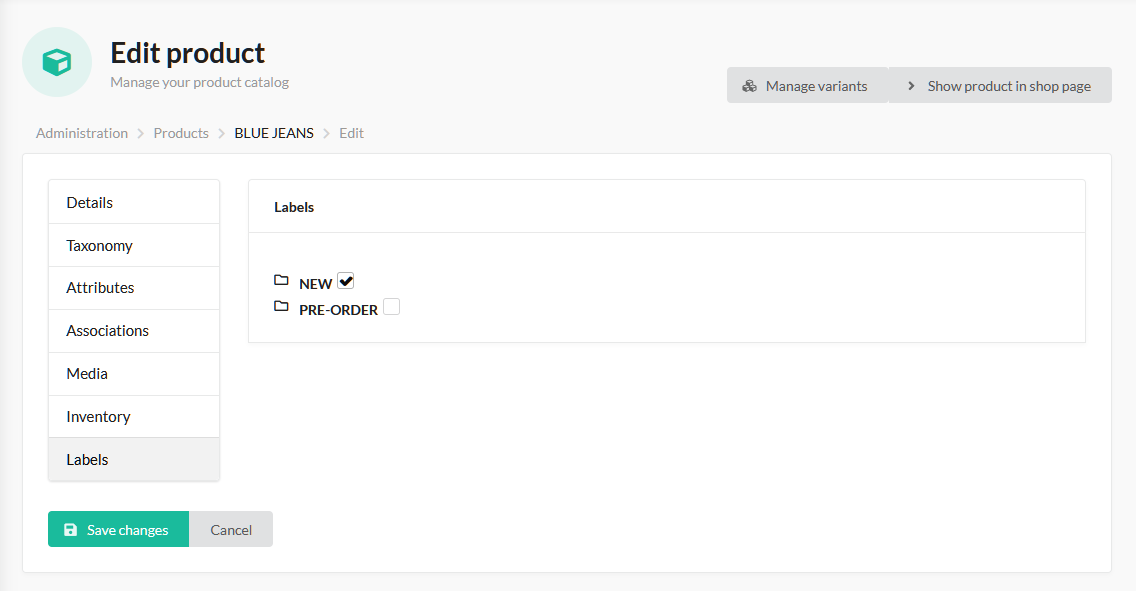 Edit product
Manage your product catalog
Manage variants
Show product in shop page
Administration > Products > BLUE JEANS > Edit
Details
Taxonomy
Attributes
Associations
Media
Inventory
Labels
Labels
NEW
PRE-ORDER
Save changes
Cancel